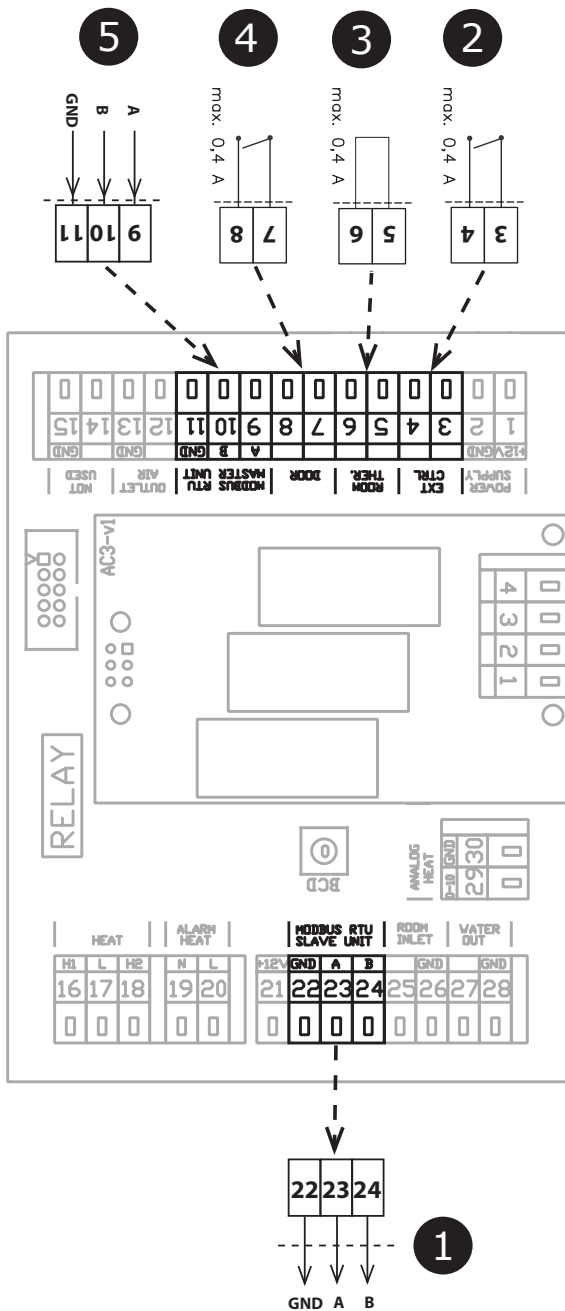 5 4 3 2
GND B A
max. 0,4 A
max. 0,4 A
max. 0,4 A
11 10 9
8 7
6 5
4 3
15 14 13 12 11 10 9 8 7 6 5 4 3 2 1
GND GND GND B A GND +12V
NOT USED
OUTLET AIR
MODBUS RTU MASTER UNIT
DOOR
ROOM THER.
EXT CTRL
POWER SUPPLY
AC3-v1
4
3
2
1
RELAY
0
BCD
ANALOG HEAT
0-10 GND
29 30
HEAT
ALARM HEAT
MODBUS RTU
SLAVE UNIT
ROOM INLET
WATER OUT
H1 L H2 N L +12V GND A B GND GND
16 17 18 19 20 21 22 23 24 25 26 27 28
22 23 24
1
GND A B